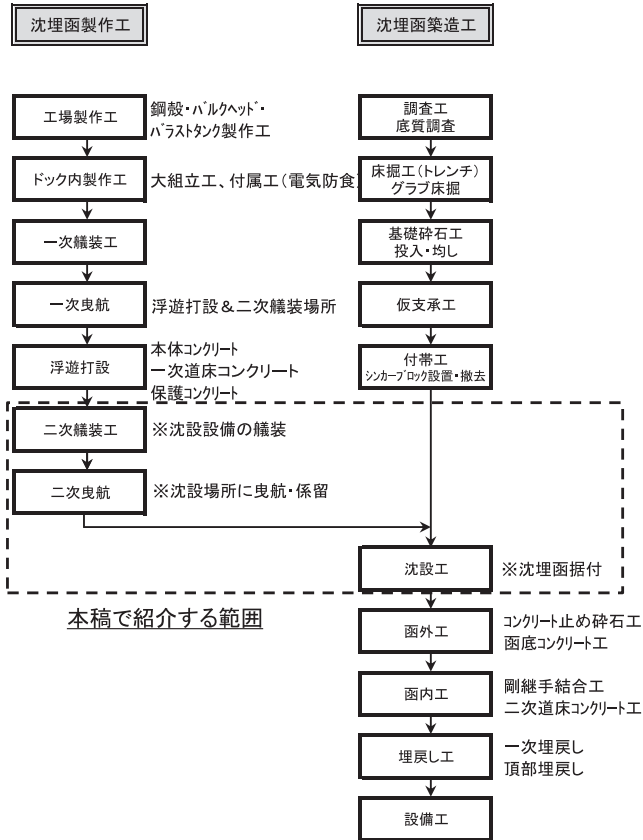 沈埋函製作工
工場製作工
鋼殻・バルクヘッド・
バラストタンク製作工
ドック内製作工
大組立工、付属工(電気防食)
一次艤装工
一次曳航
浮遊打設&二次艤装場所
浮遊打設
本体コンクリート
一次道床コンクリート
保護コンクリート
二次艤装工
※沈設設備の艤装
二次曳航
※沈設場所に曳航・係留
沈埋函築造工
調査工
底質調査
床掘工(トレンチ)
グラブ床掘
基礎砕石工
投入・均し
仮支承工
付帯工
シンカーブロック設置・撤去
沈設工
※沈埋函据付
本稿で紹介する範囲
函外工
コンクリート止め砕石工
函底コンクリート工
函内工
剛継手結合工
二次道床コンクリート工
埋戻し工
一次埋戻し
頂部埋戻し
設備工